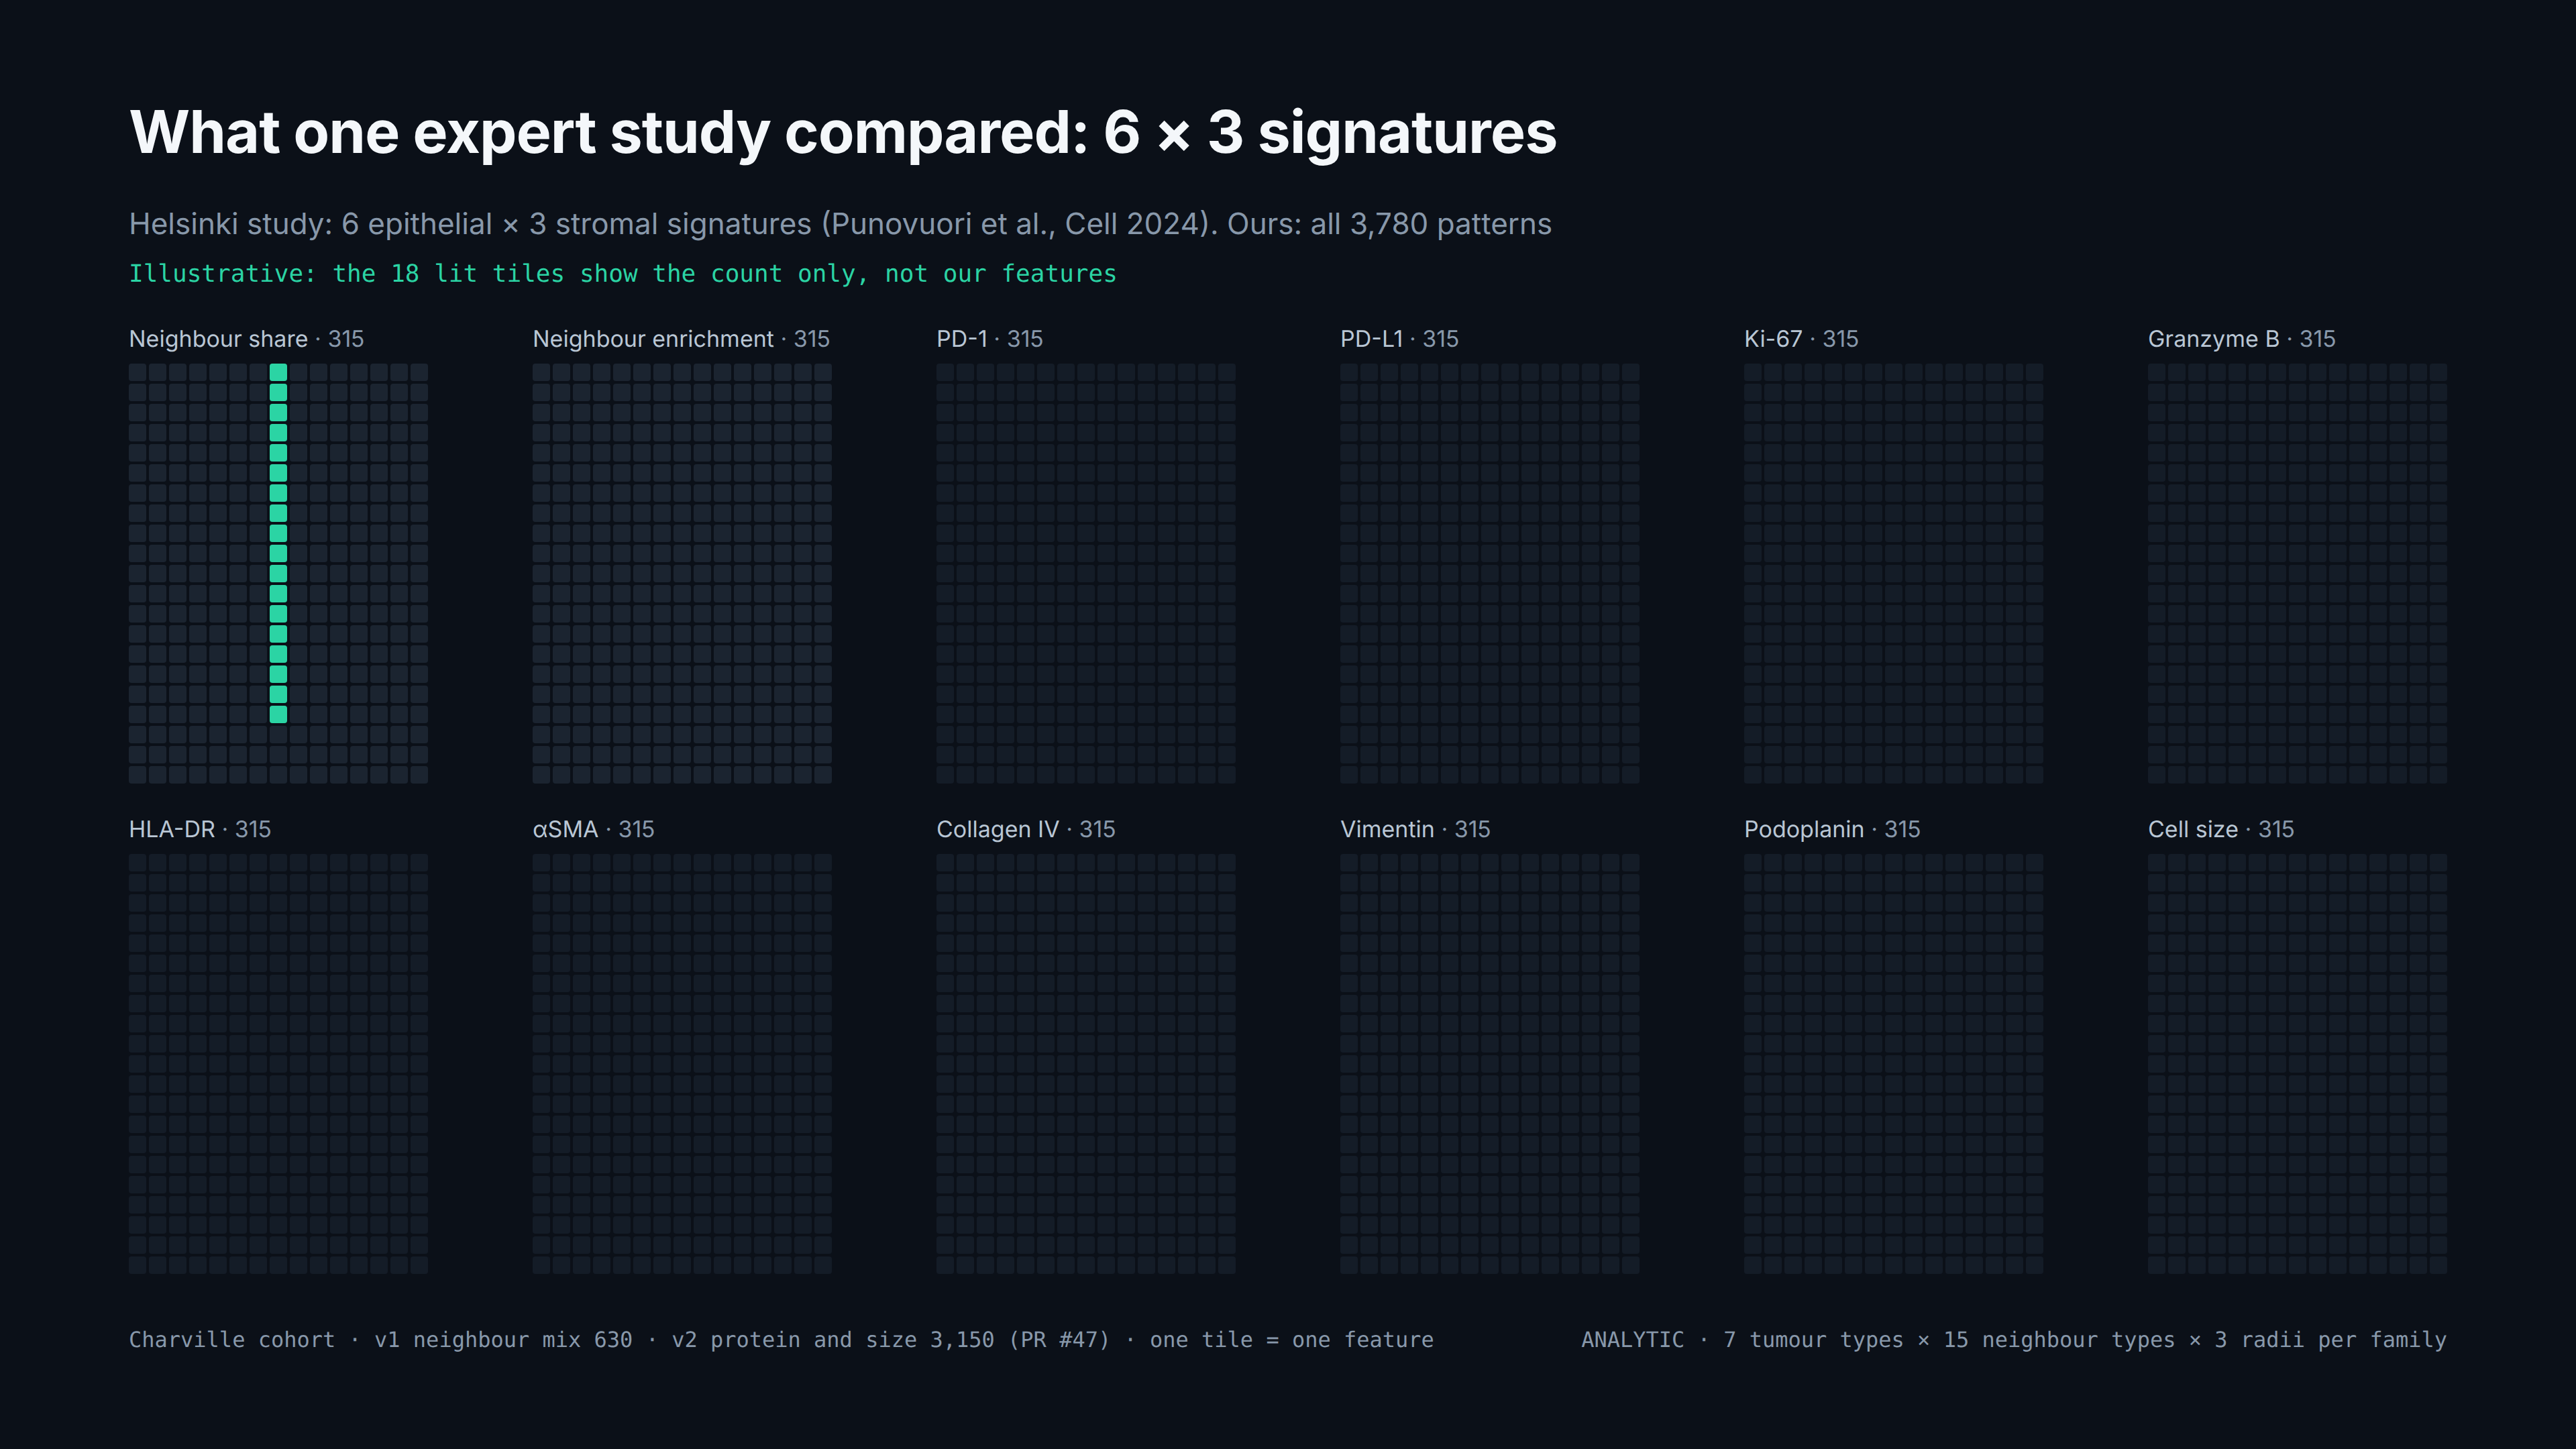 What one expert study compared: 6 × 3 signatures
Helsinki study: 6 epithelial × 3 stromal signatures (Punovuori et al., Cell 2024). Ours: all 3,780 patterns
Illustrative: the 18 lit tiles show the count only, not our features
Neighbour share · 315
Neighbour enrichment · 315
PD-1 · 315
PD-L1 · 315
Ki-67 · 315
Granzyme B · 315
HLA-DR · 315
αSMA · 315
Collagen IV · 315
Vimentin · 315
Podoplanin · 315
Cell size · 315
Charville cohort · v1 neighbour mix 630 · v2 protein and size 3,150 (PR #47) · one tile = one feature
ANALYTIC · 7 tumour types × 15 neighbour types × 3 radii per family